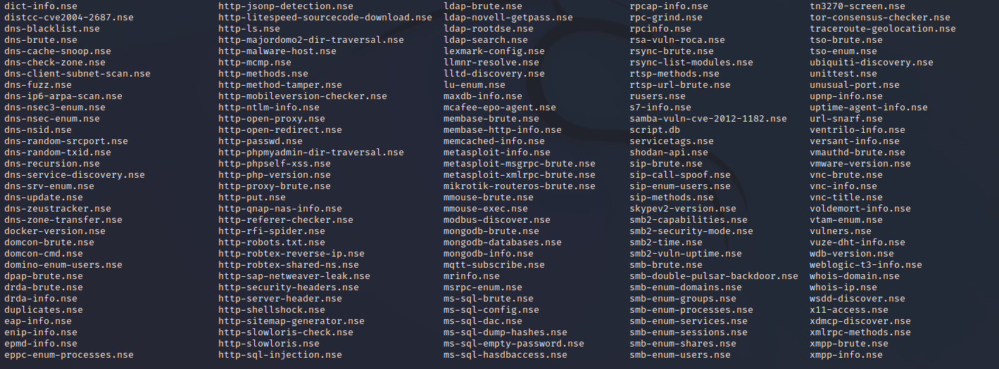 dict-info.nse http-jsonp-detection.nse ldap-brute.nse rpcap-info.nse tn3270-screen.nse
distcc-cve2004-2687.nse http-litespeed-sourcecode-download.nse ldap-novell-getpass.nse rpc-grind.nse tor-consensus-checker.nse
dns-blacklist.nse http-ls.nse ldap-rootdse.nse rpcinfo.nse traceroute-geolocation.nse
dns-brute.nse http-majordomo2-dir-traversal.nse ldap-search.nse rsa-vuln-roca.nse tso-brute.nse
dns-cache-snoop.nse http-malware-host.nse lexmark-config.nse rsync-brute.nse tso-enum.nse
dns-check-zone.nse http-mcmp.nse llmnr-resolve.nse rsync-list-modules.nse ubiquiti-discovery.nse
dns-client-subnet-scan.nse http-methods.nse lltd-discovery.nse rtsp-methods.nse unittest.nse
dns-fuzz.nse http-method-tamper.nse lu-enum.nse rtsp-url-brute.nse unusual-port.nse
dns-ip6-arpa-scan.nse http-mobileversion-checker.nse maxdb-info.nse rusers.nse upnp-info.nse
dns-nsec3-enum.nse http-ntlm-info.nse mcafee-epo-agent.nse s7-info.nse uptime-agent-info.nse
dns-nsec-enum.nse http-open-proxy.nse membase-brute.nse samba-vuln-cve-2012-1182.nse url-snarf.nse
dns-nsid.nse http-open-redirect.nse membase-http-info.nse script.db ventrilo-info.nse
dns-random-srcport.nse http-passwd.nse memcached-info.nse servicetags.nse versant-info.nse
dns-random-txid.nse http-phpmyadmin-dir-traversal.nse metasploit-info.nse shodan-api.nse vmauthd-brute.nse
dns-recursion.nse http-phpself-xss.nse metasploit-msgrpc-brute.nse sip-brute.nse vmware-version.nse
dns-service-discovery.nse http-php-version.nse metasploit-xmlrpc-brute.nse sip-call-spoof.nse vnc-brute.nse
dns-srv-enum.nse http-proxy-brute.nse mikrotik-routeros-brute.nse sip-enum-users.nse vnc-info.nse
dns-update.nse http-put.nse mmouse-brute.nse sip-methods.nse vnc-title.nse
dns-zeustracker.nse http-qnap-nas-info.nse mmouse-exec.nse skypev2-version.nse voldemort-info.nse
dns-zone-transfer.nse http-referer-checker.nse modbus-discover.nse smb2-capabilities.nse vtam-enum.nse
docker-version.nse http-rfi-spider.nse mongodb-brute.nse smb2-security-mode.nse vulners.nse
domcon-brute.nse http-robots.txt.nse mongodb-databases.nse smb2-time.nse vuze-dht-info.nse
domcon-cmd.nse http-robtex-reverse-ip.nse mongodb-info.nse smb2-vuln-uptime.nse wdb-version.nse
domino-enum-users.nse http-robtex-shared-ns.nse mqtt-subscribe.nse smb-brute.nse weblogic-t3-info.nse
dpap-brute.nse http-sap-netweaver-leak.nse mrinfo.nse smb-double-pulsar-backdoor.nse whois-domain.nse
drda-brute.nse http-security-headers.nse msrpc-enum.nse smb-enum-domains.nse whois-ip.nse
drda-info.nse http-server-header.nse ms-sql-brute.nse smb-enum-groups.nse wsdd-discover.nse
duplicates.nse http-shellshock.nse ms-sql-config.nse smb-enum-processes.nse x11-access.nse
eap-info.nse http-sitemap-generator.nse ms-sql-dac.nse smb-enum-services.nse xdmcp-discover.nse
enip-info.nse http-slowloris-check.nse ms-sql-dump-hashes.nse smb-enum-sessions.nse xmlrpc-methods.nse
epmd-info.nse http-slowloris.nse ms-sql-empty-password.nse smb-enum-shares.nse xmpp-brute.nse
eppc-enum-processes.nse http-sql-injection.nse ms-sql-hasdbaccess.nse smb-enum-users.nse xmpp-info.nse